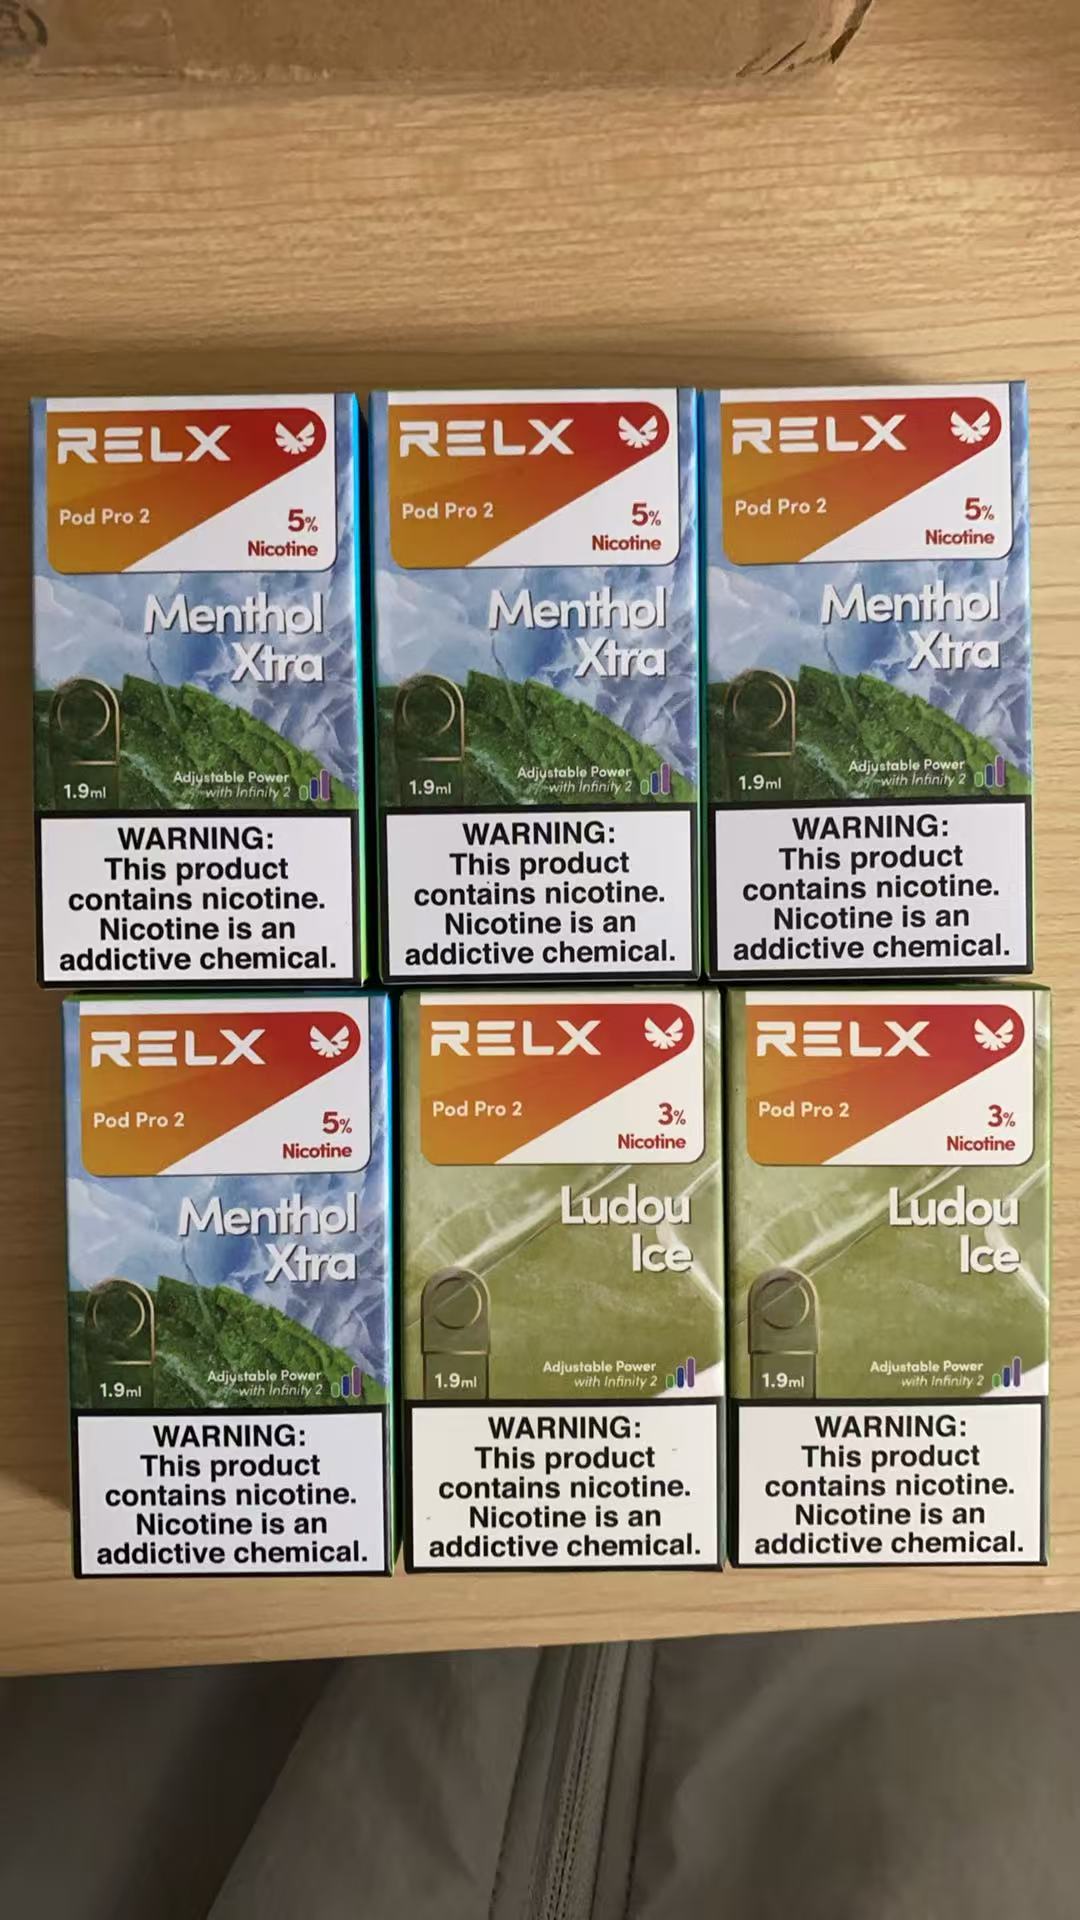 RELX
Pod Pro 2
5%
Nicotine
Menthol
Xtra
1.9ml
Adjustable Power
with Infinity 2
WARNING:
This product
contains nicotine.
Nicotine is an
addictive chemical.
RELX
Pod Pro 2
5%
Nicotine
Menthol
Xtra
1.9ml
Adjustable Power
with Infinity 2
WARNING:
This product
contains nicotine.
Nicotine is an
addictive chemical.
RELX
Pod Pro 2
5%
Nicotine
Menthol
Xtra
1.9ml
Adjustable Power
with Infinity 2
WARNING:
This product
contains nicotine.
Nicotine is an
addictive chemical.
RELX
Pod Pro 2
5%
Nicotine
Menthol
Xtra
1.9ml
Adjustable Power
with Infinity 2
WARNING:
This product
contains nicotine.
Nicotine is an
addictive chemical.
RELX
Pod Pro 2
3%
Nicotine
Ludou
Ice
1.9ml
Adjustable Power
with Infinity 2
WARNING:
This product
contains nicotine.
Nicotine is an
addictive chemical.
RELX
Pod Pro 2
3%
Nicotine
Ludou
Ice
1.9ml
Adjustable Power
with Infinity 2
WARNING:
This product
contains nicotine.
Nicotine is an
addictive chemical.